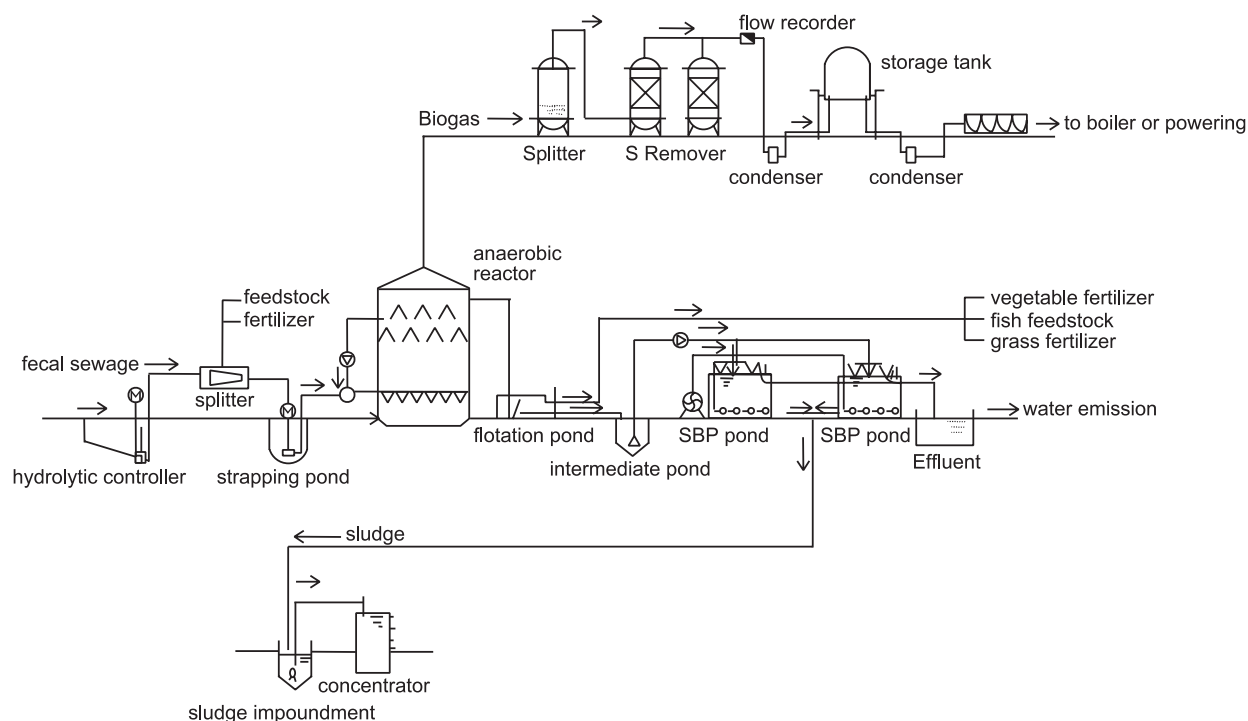 flow recorder
storage tank
Biogas
to boiler or powering
Splitter
S Remover
condenser
condenser
anaerobic
reactor
feedstock
fertilizer
vegetable fertilizer
fish feedstock
grass fertilizer
fecal sewage
splitter
M
M
water emission
flotation pond
SBP pond
SBP pond
Effluent
hydrolytic controller
strapping pond
intermediate pond
sludge
concentrator
sludge impoundment